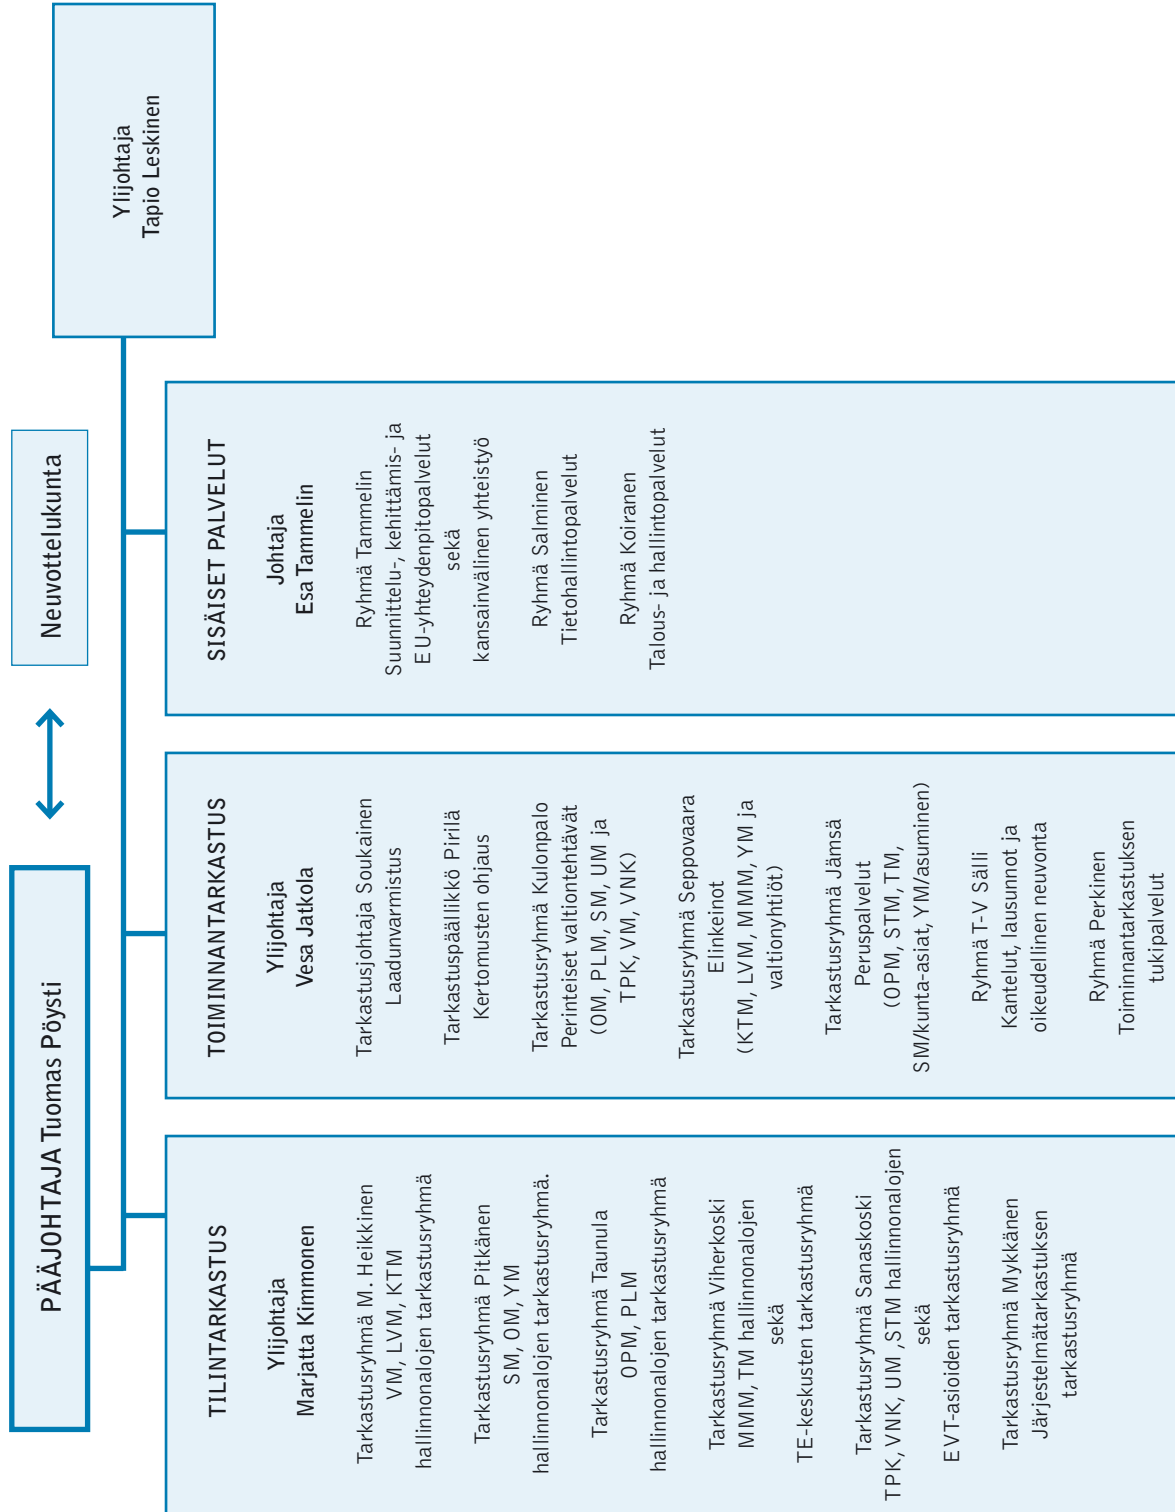 PÄÄJOHTAJA Tuomas Pöysti
Neuvottelukunta
Ylijohtaja
Tapio Leskinen
TILINTARKASTUS
Ylijohtaja
Marjatta Kimmonen
Tarkastusryhmä M. Heikkinen
VM, LVM, KTM
hallinnonalojen tarkastusryhmä
Tarkastusryhmä Pitkänen
SM, OM, YM
hallinnonalojen tarkastusryhmä.
Tarkastusryhmä Taunula
OPM, PLM
hallinnonalojen tarkastusryhmä
Tarkastusryhmä Viherkoski
MMM, TM hallinnonalojen
sekä
TE-keskusten tarkastusryhmä
Tarkastusryhmä Sanaskoski
TPK, VNK, UM ,STM hallinnonalojen
sekä
EVT-asioiden tarkastusryhmä
Tarkastusryhmä Mykkänen
Järjestelmätarkastuksen
tarkastusryhmä
TOIMINNANTARKASTUS
Ylijohtaja
Vesa Jatkola
Tarkastusjohtaja Soukainen
Laadunvarmistus
Tarkastuspäällikkö Pirilä
Kertomusten ohjaus
Tarkastusryhmä Kulonpalo
Perinteiset valtiontehtävät
(OM, PLM, SM, UM ja
TPK, VM, VNK)
Tarkastusryhmä Seppovaara
Elinkeinot
(KTM, LVM, MMM, YM ja
valtionyhtiöt)
Tarkastusryhmä Jämsä
Peruspalvelut
(OPM, STM, TM,
SM/kunta-asiat, YM/asuminen)
Ryhmä T-V Sälli
Kantelut, lausunnot ja
oikeudellinen neuvonta
Ryhmä Perkinen
Toiminnantarkastuksen
tukipalvelut
SISÄISET PALVELUT
Johtaja
Esa Tammelin
Ryhmä Tammelin
Suunnittelu-, kehittämis- ja
EU-yhteydenpitopalvelut
sekä
kansainvälinen yhteistyö
Ryhmä Salminen
Tietohallintopalvelut
Ryhmä Koiranen
Talous- ja hallintopalvelut